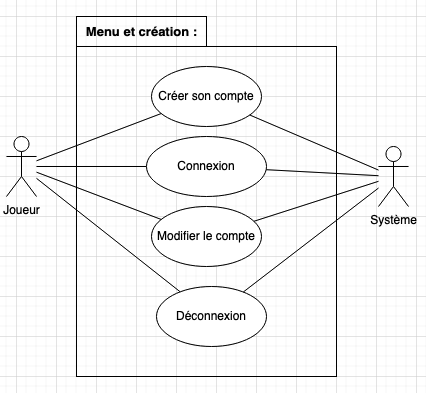 Menu et création :
Créer son compte
Connexion
Joueur
Système
Modifier le compte
Déconnexion